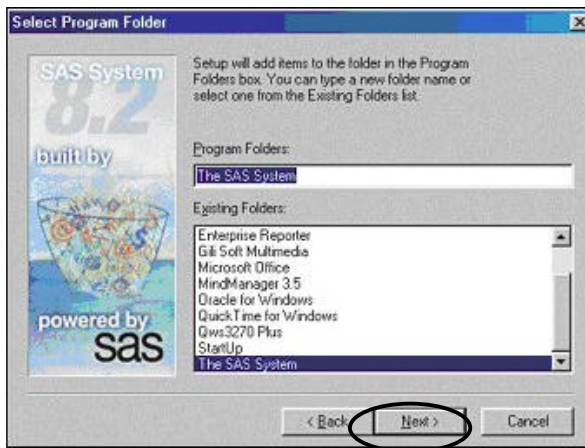 Select Program Folder
SAS System
8.2
built by
powered by
sas
Setup will add items to the folder in the Program
Folders box. You can type a new folder name or
select one from the Existing Folders list.
Program Folders:
The SAS System
Existing Folders:
Enterprise Reporter
Gili Soft Multimedia
Microsoft Office
MindManager 3.5
Oracle for Windows
QuickTime for Windows
Qws3270 Plus
StartUp
The SAS System
< Back
Next >
Cancel